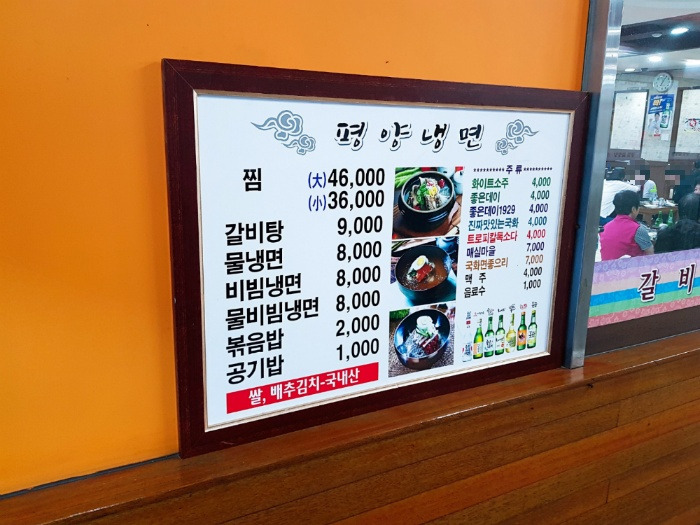 평양냉면
찜 (大) 46,000
(小) 36,000
갈비탕 9,000
물냉면 8,000
비빔냉면 8,000
물비빔냉면 8,000
볶음밥 2,000
공기밥 1,000
쌀, 배추김치-국내산
**********주 류**********
화이트소주 4,000
좋은데이 4,000
좋은데이1929 4,000
진짜맛있는국화 4,000
트로피칼톡소다 4,000
매실마을 7,000
국화면좋으리 7,000
맥 주 4,000
음료수 1,000
갈 비